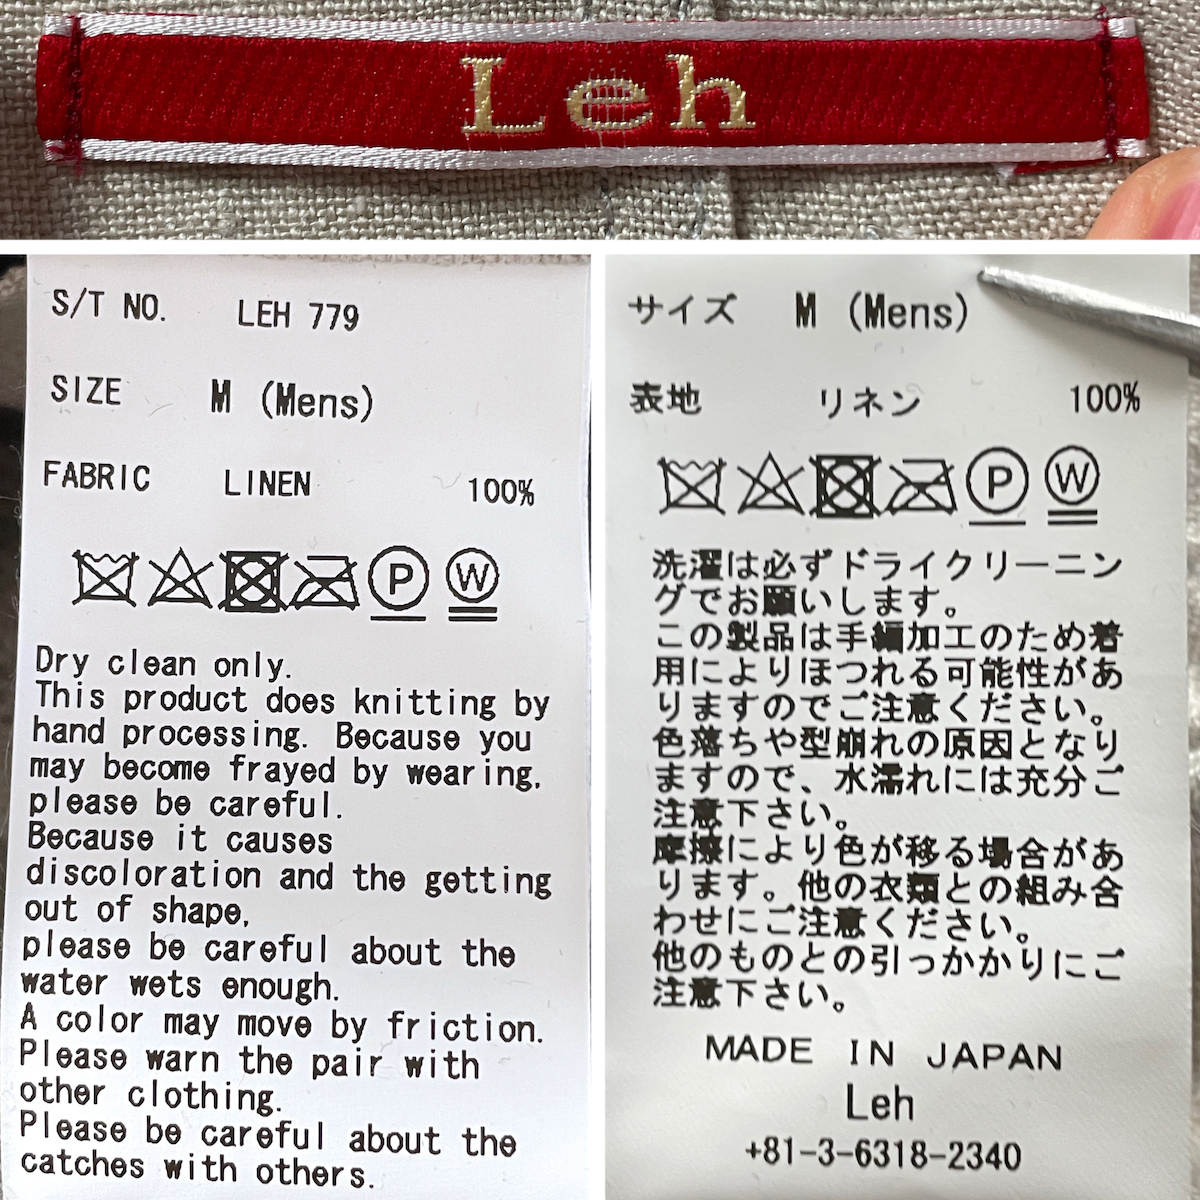 Leh
S/T NO. LEH 779
SIZE M (Mens)
FABRIC LINEN 100%
P W
Dry clean only.
This product does knitting by
hand processing. Because you
may become frayed by wearing,
please be careful.
Because it causes
discoloration and the getting
out of shape,
please be careful about the
water wets enough.
A color may move by friction.
Please warn the pair with
other clothing.
Please be careful about the
catches with others.
サイズ M (Mens)
表地 リネン 100%
P W
洗濯は必ずドライクリーニン
グでお願いします。
この製品は手編加工のため着
用によりほつれる可能性があ
りますのでご注意ください。
色落ちや型崩れの原因となり
ますので、水濡れには充分ご
注意下さい。
摩擦により色が移る場合があ
ります。他の衣類との組み合
わせにご注意ください。
他のものとの引っかかりにご
注意下さい。
MADE IN JAPAN
Leh
+81-3-6318-2340